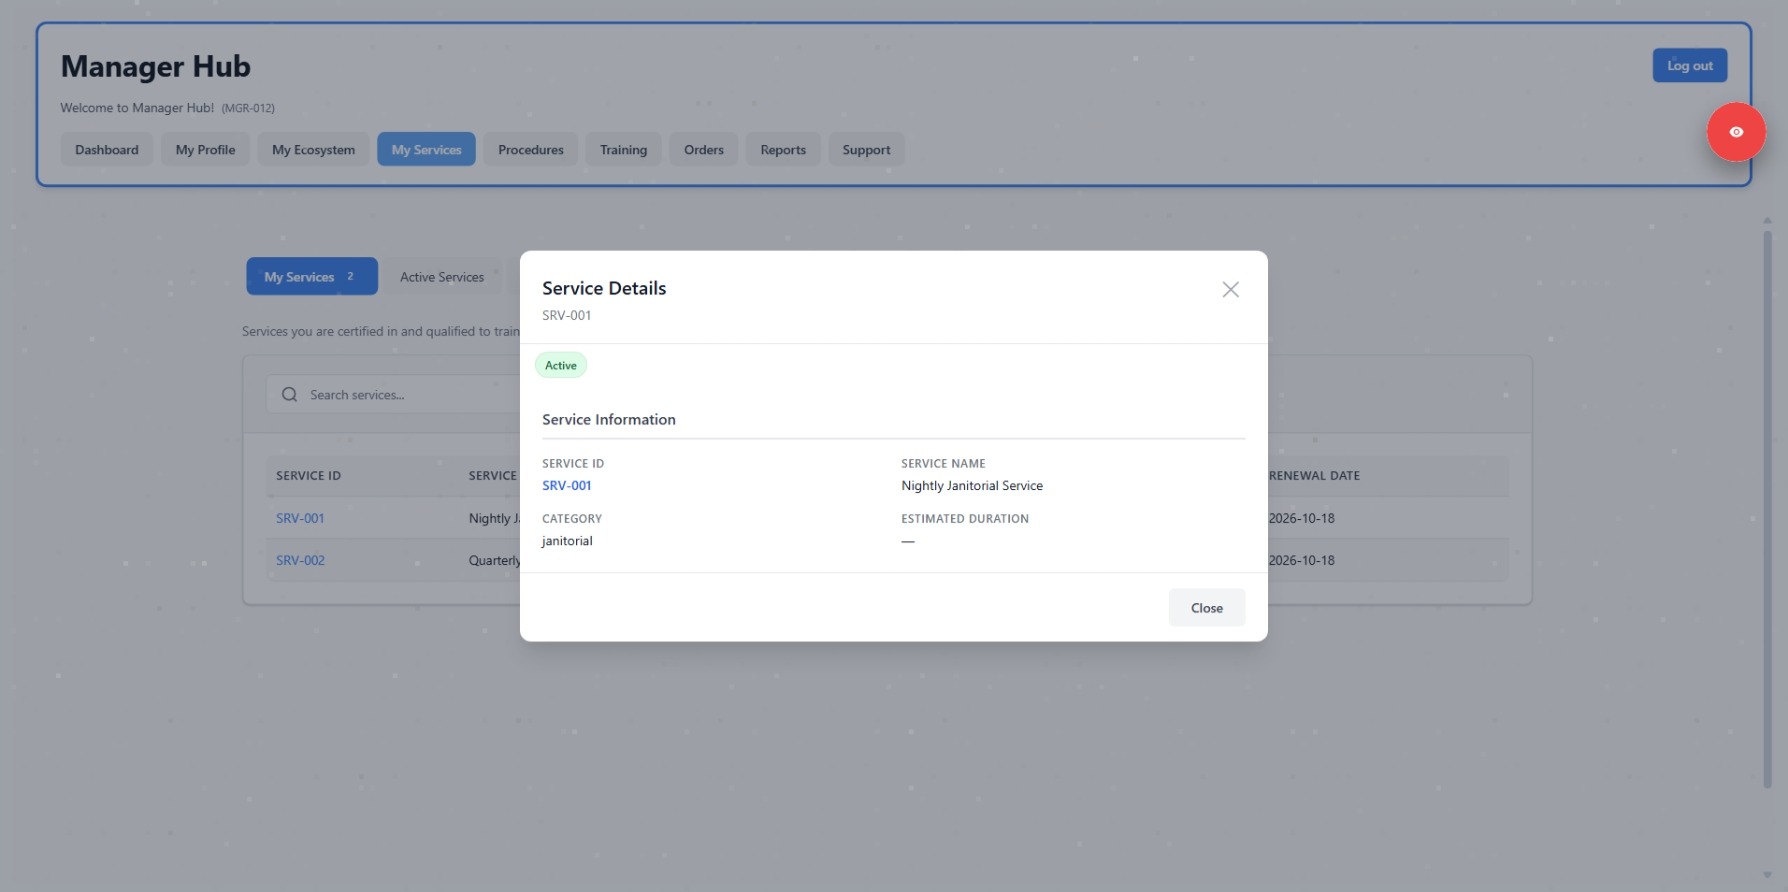 Manager Hub
Log out
Welcome to Manager Hub! (MGR-012)
Dashboard
My Profile
My Ecosystem
My Services
Procedures
Training
Orders
Reports
Support
My Services 2
Active Services
Services you are certified in and qualified to train
Search services...
SERVICE ID
SERVICE
RENEWAL DATE
SRV-001
Nightly J
2026-10-18
SRV-002
Quarterly
2026-10-18
Service Details
SRV-001
Active
Service Information
SERVICE ID
SRV-001
SERVICE NAME
Nightly Janitorial Service
CATEGORY
janitorial
ESTIMATED DURATION
—
Close